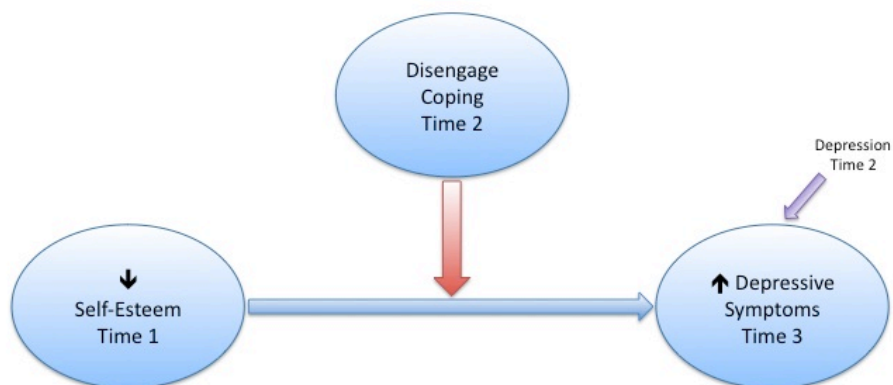 Disengage
Coping
Time 2
Depression
Time 2
🡻
Self-Esteem
Time 1
🡹 Depressive
Symptoms
Time 3